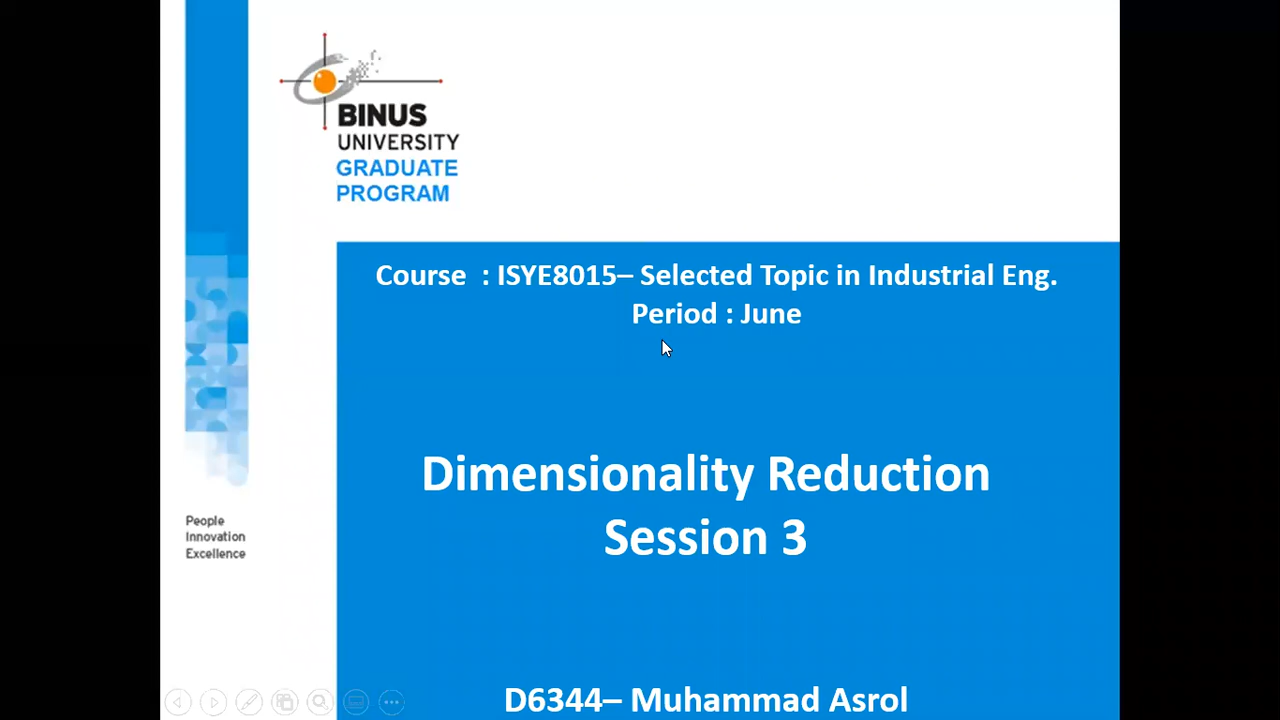 BINUS
UNIVERSITY
GRADUATE
PROGRAM
Course : ISYE8015– Selected Topic in Industrial Eng.
Period : June
Dimensionality Reduction
Session 3
People
Innovation
Excellence
D6344– Muhammad Asrol